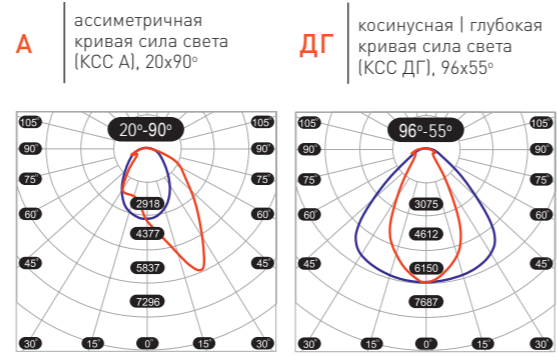 А
ассиметричная
кривая сила света
(КСС А), 20x90°
ДГ
косинусная | глубокая
кривая сила света
(КСС ДГ), 96x55°
20°-90°
105° 105°
90° 90°
75° 75°
60° 60°
45° 45°
30° 15° 0° 15° 30°
2918
4377
5837
7296
96°-55°
105° 105°
90° 90°
75° 75°
60° 60°
45° 45°
30° 15° 0° 15° 30°
3075
4612
6150
7687